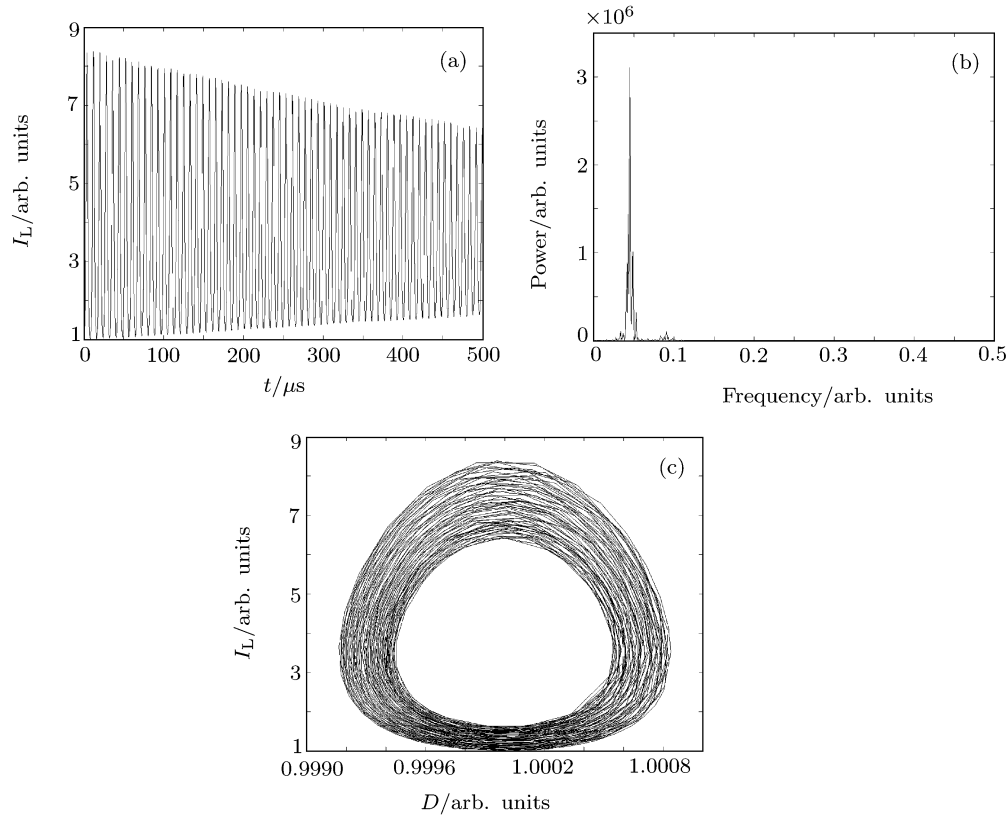 9
7
5
3
1
I_L/arb. units
(a)
0 100 200 300 400 500
t/μs
×10⁶
3
2
1
0
Power/arb. units
(b)
0 0.1 0.2 0.3 0.4 0.5
Frequency/arb. units
9
7
5
3
1
I_L/arb. units
(c)
0.9990 0.9996 1.0002 1.0008
D/arb. units